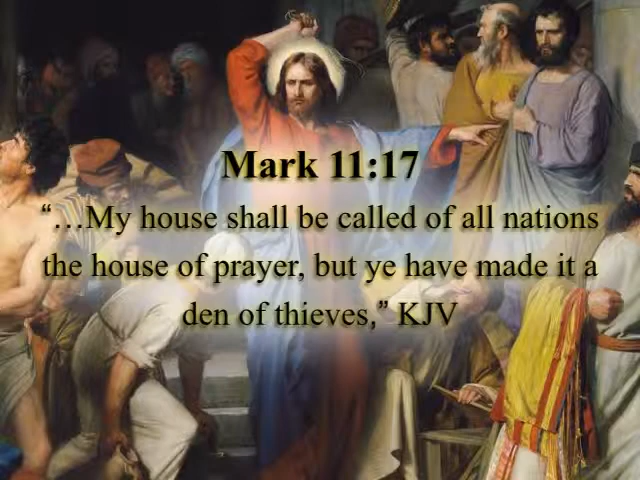 Mark 11:17
“…My house shall be called of all nations
the house of prayer, but ye have made it a
den of thieves,” KJV